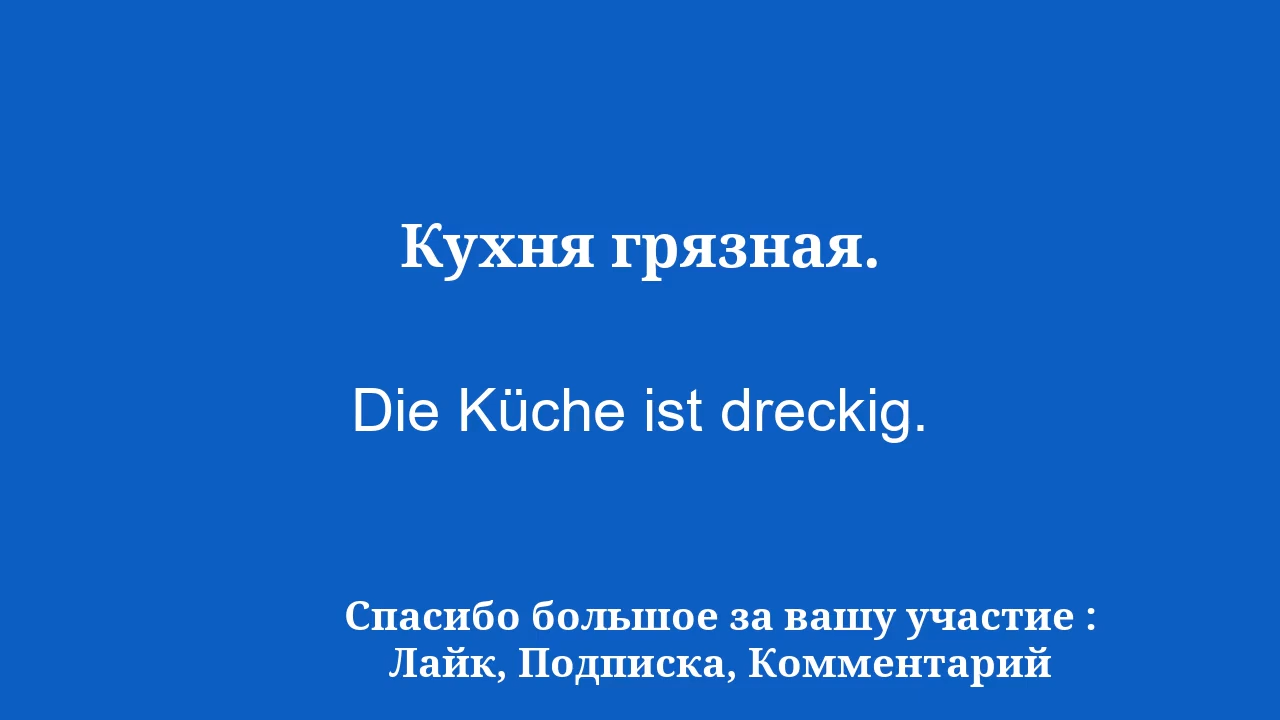 Кухня грязная.
Die Küche ist dreckig.
Спасибо большое за вашу участие :
Лайк, Подписка, Комментарий